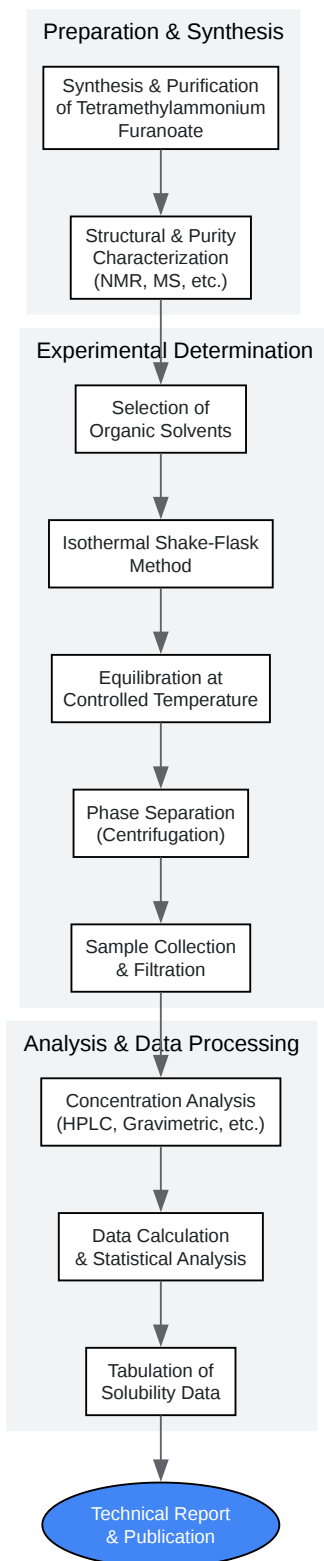 Preparation & Synthesis
Synthesis & Purification
of Tetramethylammonium
Furanoate
Structural & Purity
Characterization
(NMR, MS, etc.)
Experimental Determination
Selection of
Organic Solvents
Isothermal Shake-Flask
Method
Equilibration at
Controlled Temperature
Phase Separation
(Centrifugation)
Sample Collection
& Filtration
Analysis & Data Processing
Concentration Analysis
(HPLC, Gravimetric, etc.)
Data Calculation
& Statistical Analysis
Tabulation of
Solubility Data
Technical Report
& Publication